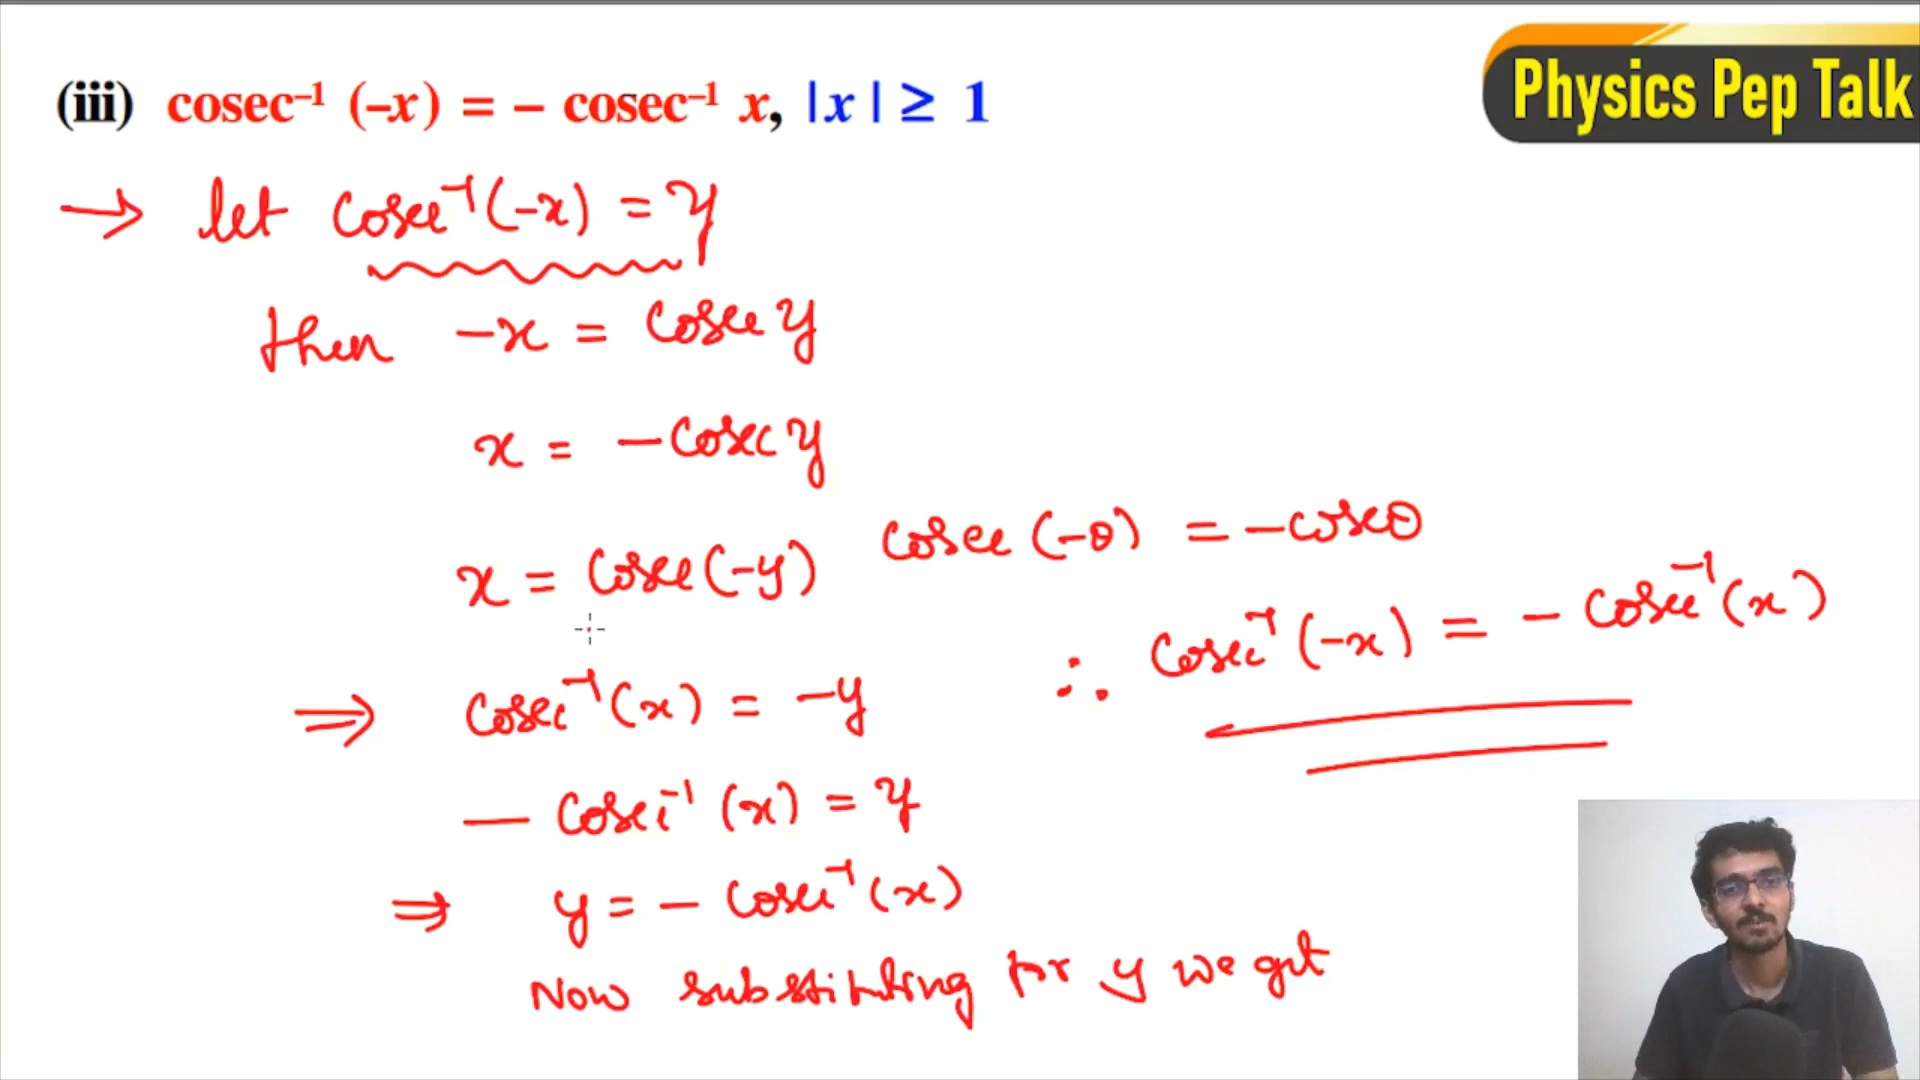 (iii) cosec⁻¹ (–x) = – cosec⁻¹ x, |x| ≥ 1
Physics Pep Talk
→ let cosec⁻¹(-x) = y
then -x = cosec y
x = -cosec y
x = cosec(-y)
cosec(-θ) = -cosecθ
⇒ cosec⁻¹(x) = -y
∴ cosec⁻¹(-x) = - cosec⁻¹(x)
- cosec⁻¹(x) = y
⇒ y = - cosec⁻¹(x)
Now substituting for y we get